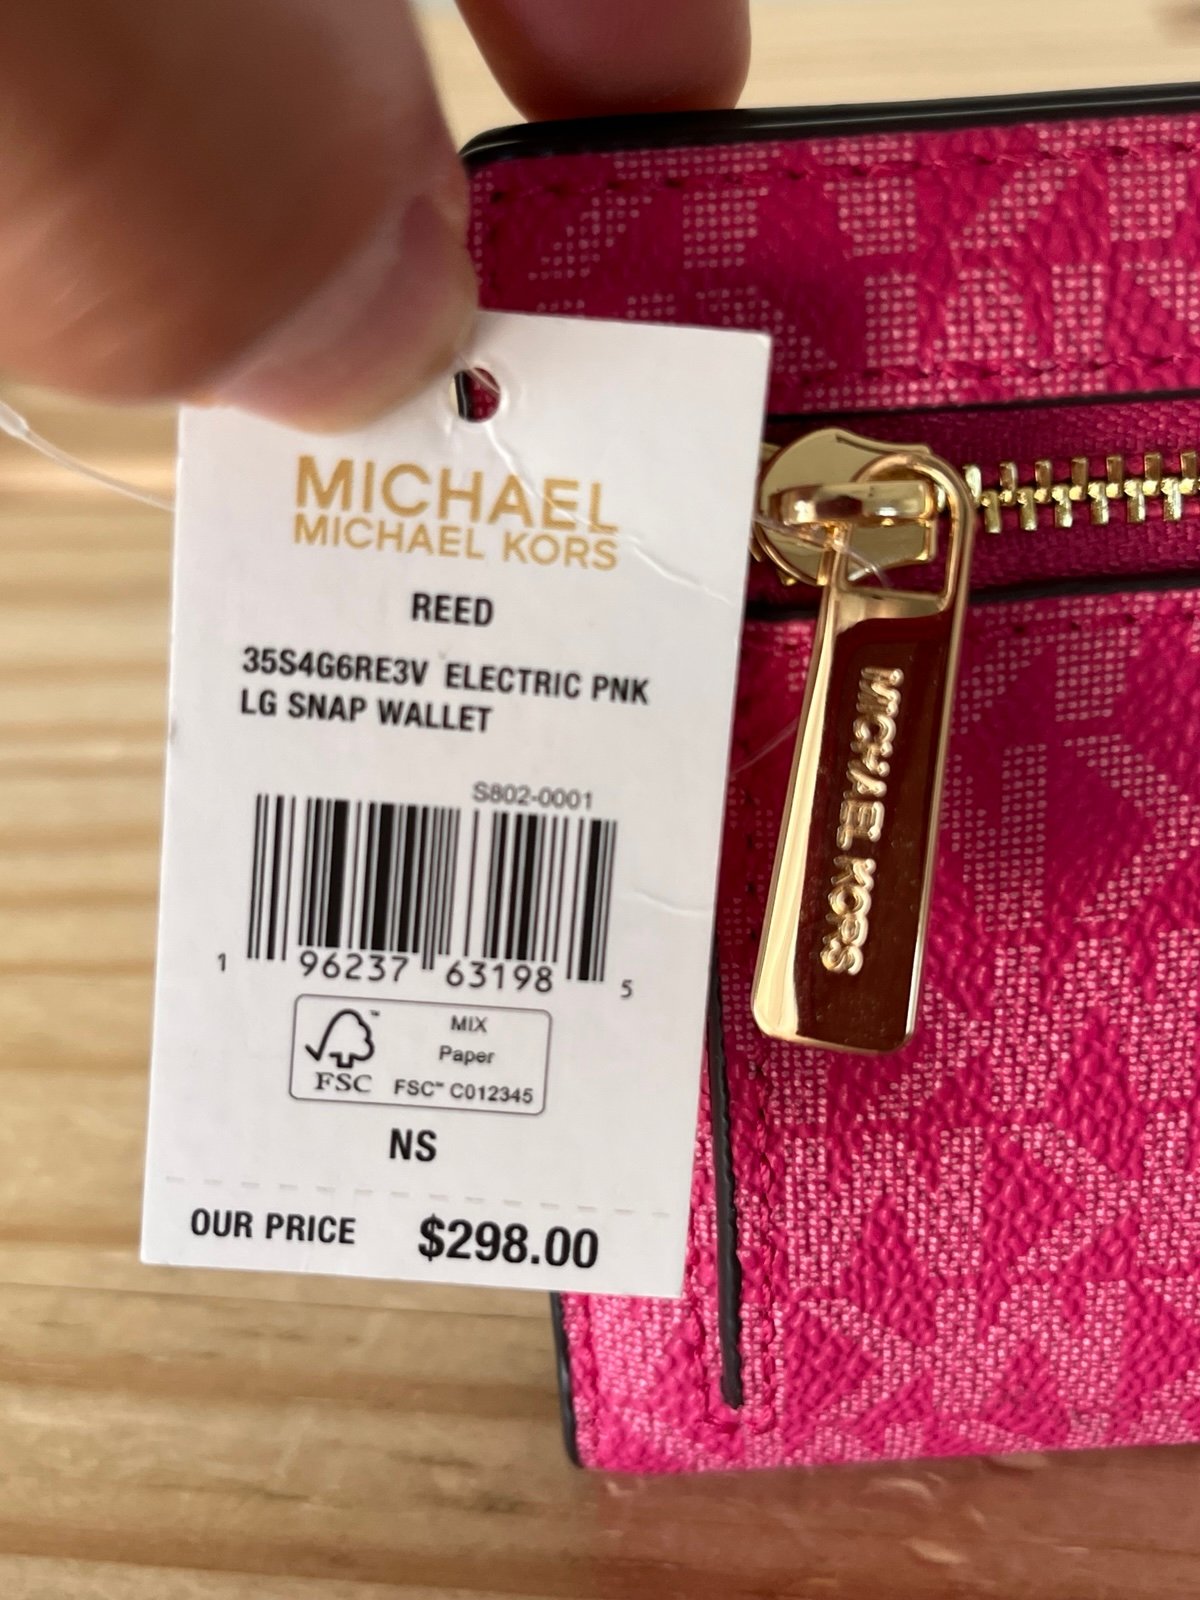 MICHAEL
MICHAEL KORS
REED
35S4G6RE3V ELECTRIC PNK
LG SNAP WALLET
S802-0001
1 96237 63198 5
FSC
MIX
Paper
FSC™ C012345
NS
OUR PRICE $298.00
MICHAEL KORS